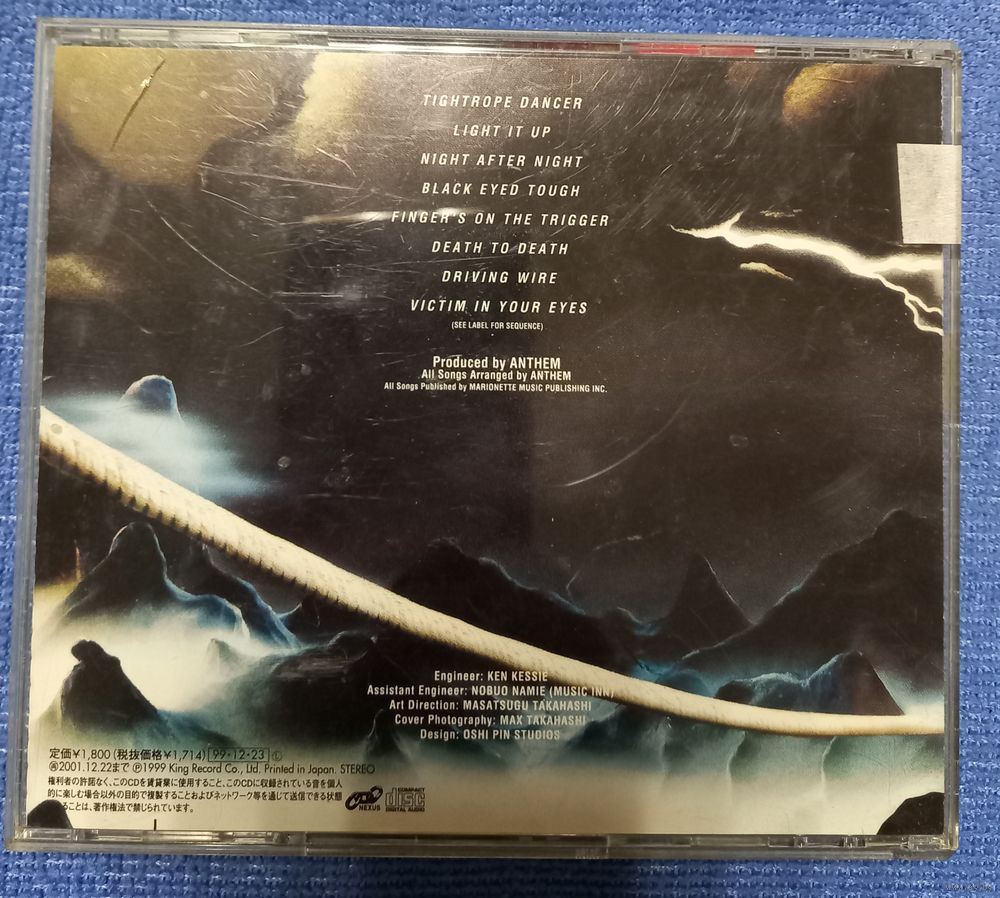 TIGHTROPE DANCER
LIGHT IT UP
NIGHT AFTER NIGHT
BLACK EYED TOUGH
FINGER'S ON THE TRIGGER
DEATH TO DEATH
DRIVING WIRE
VICTIM IN YOUR EYES
(SEE LABEL FOR SEQUENCE)
Produced by ANTHEM
All Songs Arranged by ANTHEM
All Songs Published by MARIONETTE MUSIC PUBLISHING INC.
Engineer: KEN KESSIE
Assistant Engineer: NOBUO NAMIE (MUSIC INN)
Art Direction: MASATSUGU TAKAHASHI
Cover Photography: MAX TAKAHASHI
Design: OSHI PIN STUDIOS
定価¥1,800 (税抜価格¥1,714) 99・12・23 Ⓛ
㊢2001.12.22まで Ⓟ1999 King Record Co., Ltd. Printed in Japan. STEREO
権利者の許諾なく、このCDを賃貸業に使用すること、このCDに収録されている音を個人
的に楽しむ場合以外の目的で複製することおよびネットワーク等を通じて送信できる状態
ることは、著作権法で禁じられています。
NEXUS
COMPACT
disc
DIGITAL AUDIO